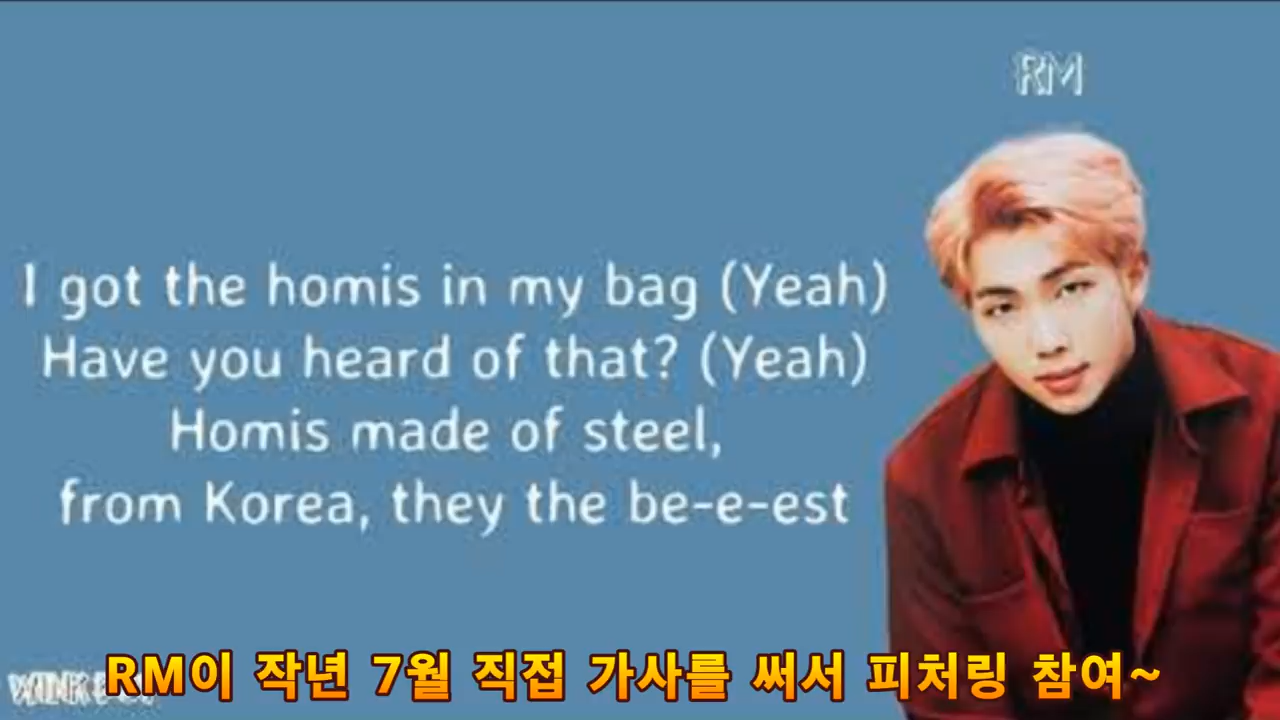 RM
I got the homis in my bag (Yeah)
Have you heard of that? (Yeah)
Homis made of steel,
from Korea, they the be-e-est
RM이 작년 7월 직접 가사를 써서 피처링 참여~